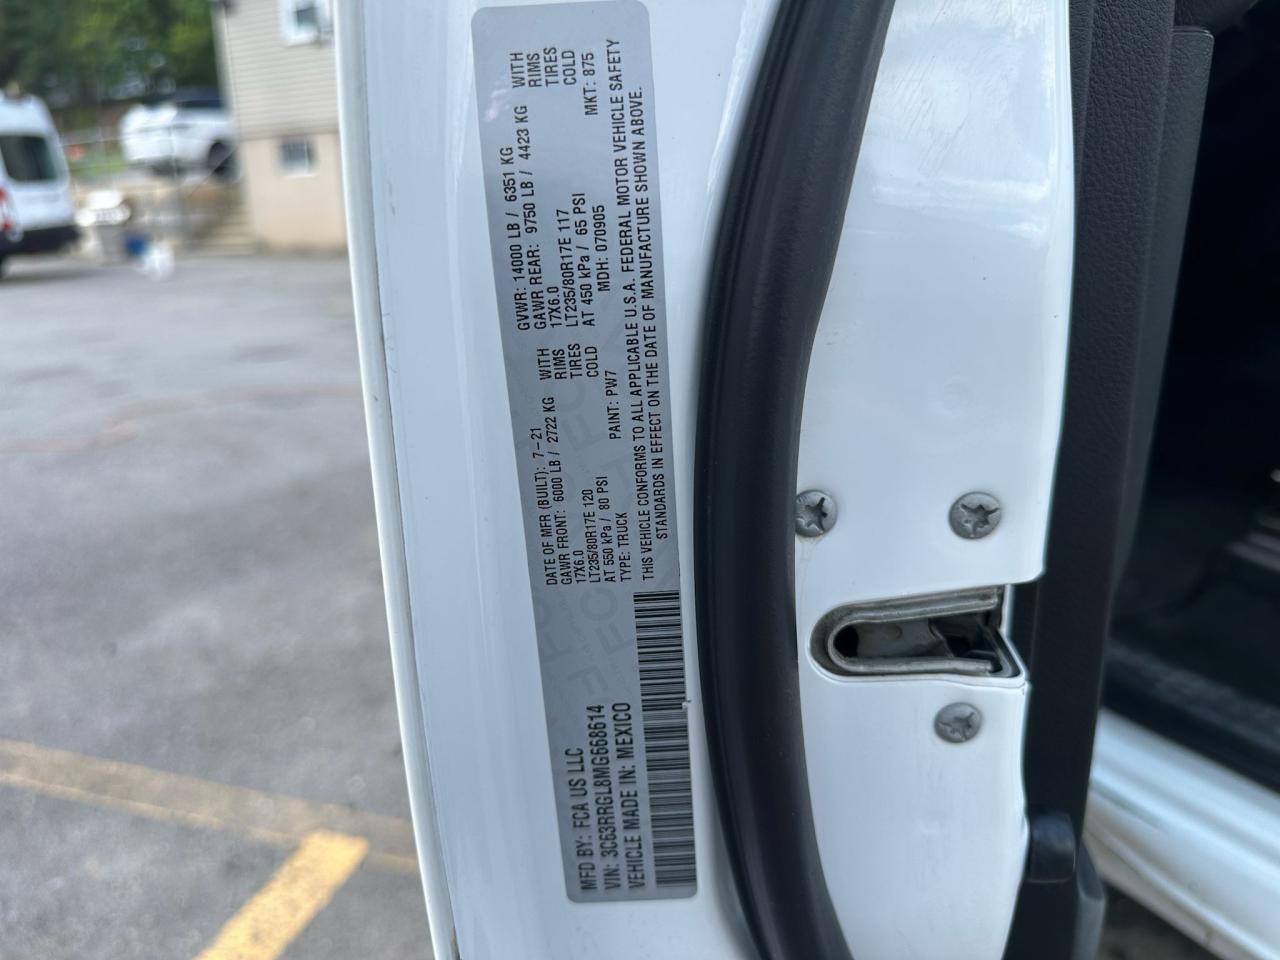 MFD BY: FCA US LLC
VIN: 3C63RRGL8MG668614
VEHICLE MADE IN: MEXICO
DATE OF MFR (BUILT): 7-21
GVWR: 14000 LB / 6351 KG
GAWR FRONT: 6000 LB / 2722 KG WITH
GAWR REAR: 9750 LB / 4423 KG WITH
17X6.0 RIMS
17X6.0 RIMS
LT235/80R17E 120 TIRES
LT235/80R17E 117 TIRES
AT 550 kPa / 80 PSI COLD
AT 450 kPa / 65 PSI COLD
TYPE: TRUCK PAINT: PW7 MDH: 070905 MKT: 875
THIS VEHICLE CONFORMS TO ALL APPLICABLE U.S.A. FEDERAL MOTOR VEHICLE SAFETY
STANDARDS IN EFFECT ON THE DATE OF MANUFACTURE SHOWN ABOVE.